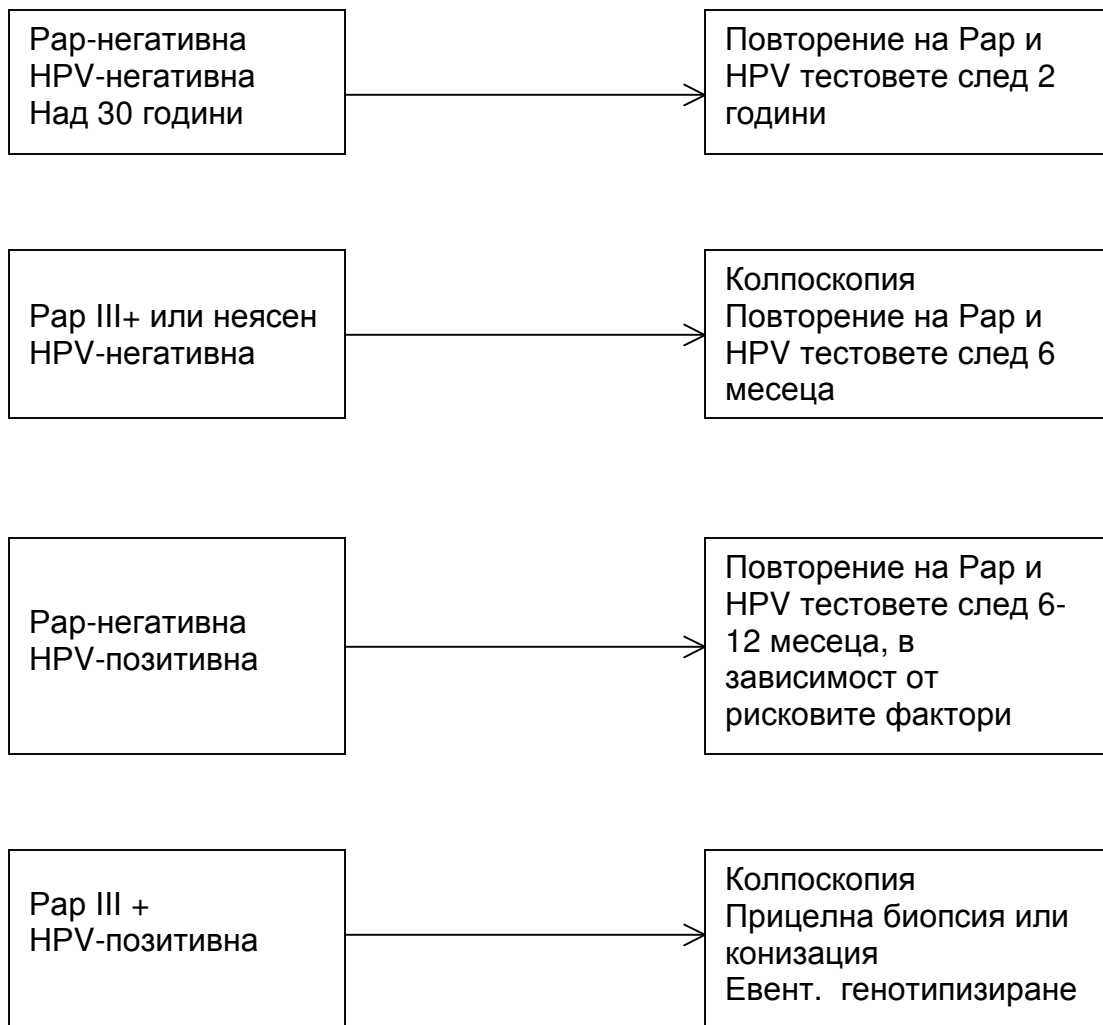 Pap-негативна
HPV-негативна
Над 30 години
Повторение на Pap и
HPV тестовете след 2
години
Pap III+ или неясен
HPV-негативна
Колпоскопия
Повторение на Pap и
HPV тестовете след 6
месеца
Pap-негативна
HPV-позитивна
Повторение на Pap и
HPV тестовете след 6-
12 месеца, в
зависимост от
рисковите фактори
Pap III +
HPV-позитивна
Колпоскопия
Прицелна биопсия или
конизация
Евент.  генотипизиране